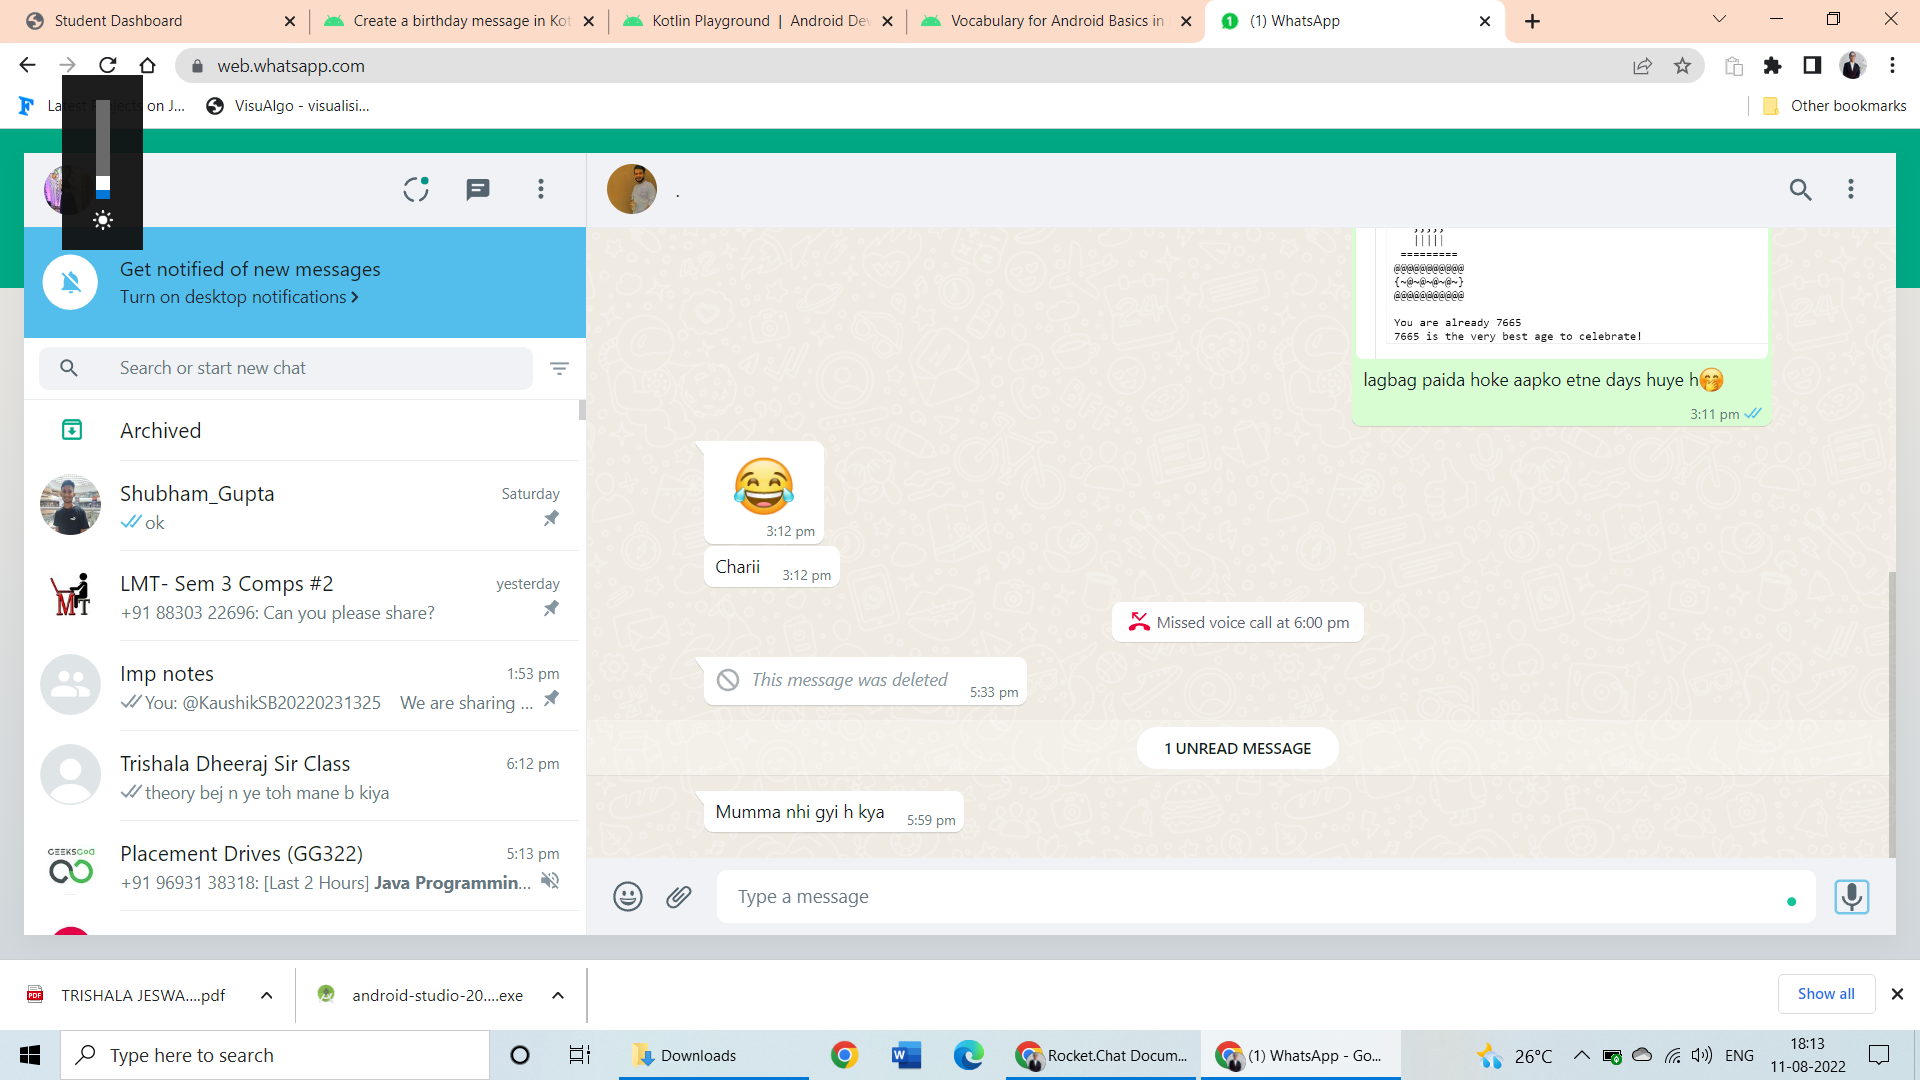 Student Dashboard
Create a birthday message in Kot
Kotlin Playground | Android Dev
Vocabulary for Android Basics in
(1) WhatsApp
web.whatsapp.com
on J...
VisuAlgo - visualisi...
Other bookmarks
Get notified of new messages
Turn on desktop notifications >
Search or start new chat
Archived
Shubham_Gupta
Saturday
ok
LMT- Sem 3 Comps #2
yesterday
+91 88303 22696: Can you please share?
Imp notes
1:53 pm
You: @KaushikSB20220231325 We are sharing ...
Trishala Dheeraj Sir Class
6:12 pm
theory bej n ye toh mane b kiya
GEEKSGOD
Placement Drives (GG322)
5:13 pm
+91 96931 38318: [Last 2 Hours] Java Programmin...
.
|||||
=========
@@@@@@@@@@@
{~@~@~@~@~}
@@@@@@@@@@@
You are already 7665
7665 is the very best age to celebrate!
lagbag paida hoke aapko etne days huye h🤭
3:11 pm
😂
3:12 pm
Charii
3:12 pm
Missed voice call at 6:00 pm
This message was deleted
5:33 pm
1 UNREAD MESSAGE
Mumma nhi gyi h kya
5:59 pm
Type a message
PDF
TRISHALA JESWA....pdf
android-studio-20....exe
Show all
Type here to search
Downloads
Rocket.Chat Docum...
(1) WhatsApp - Go...
26°C
ENG
18:13
11-08-2022